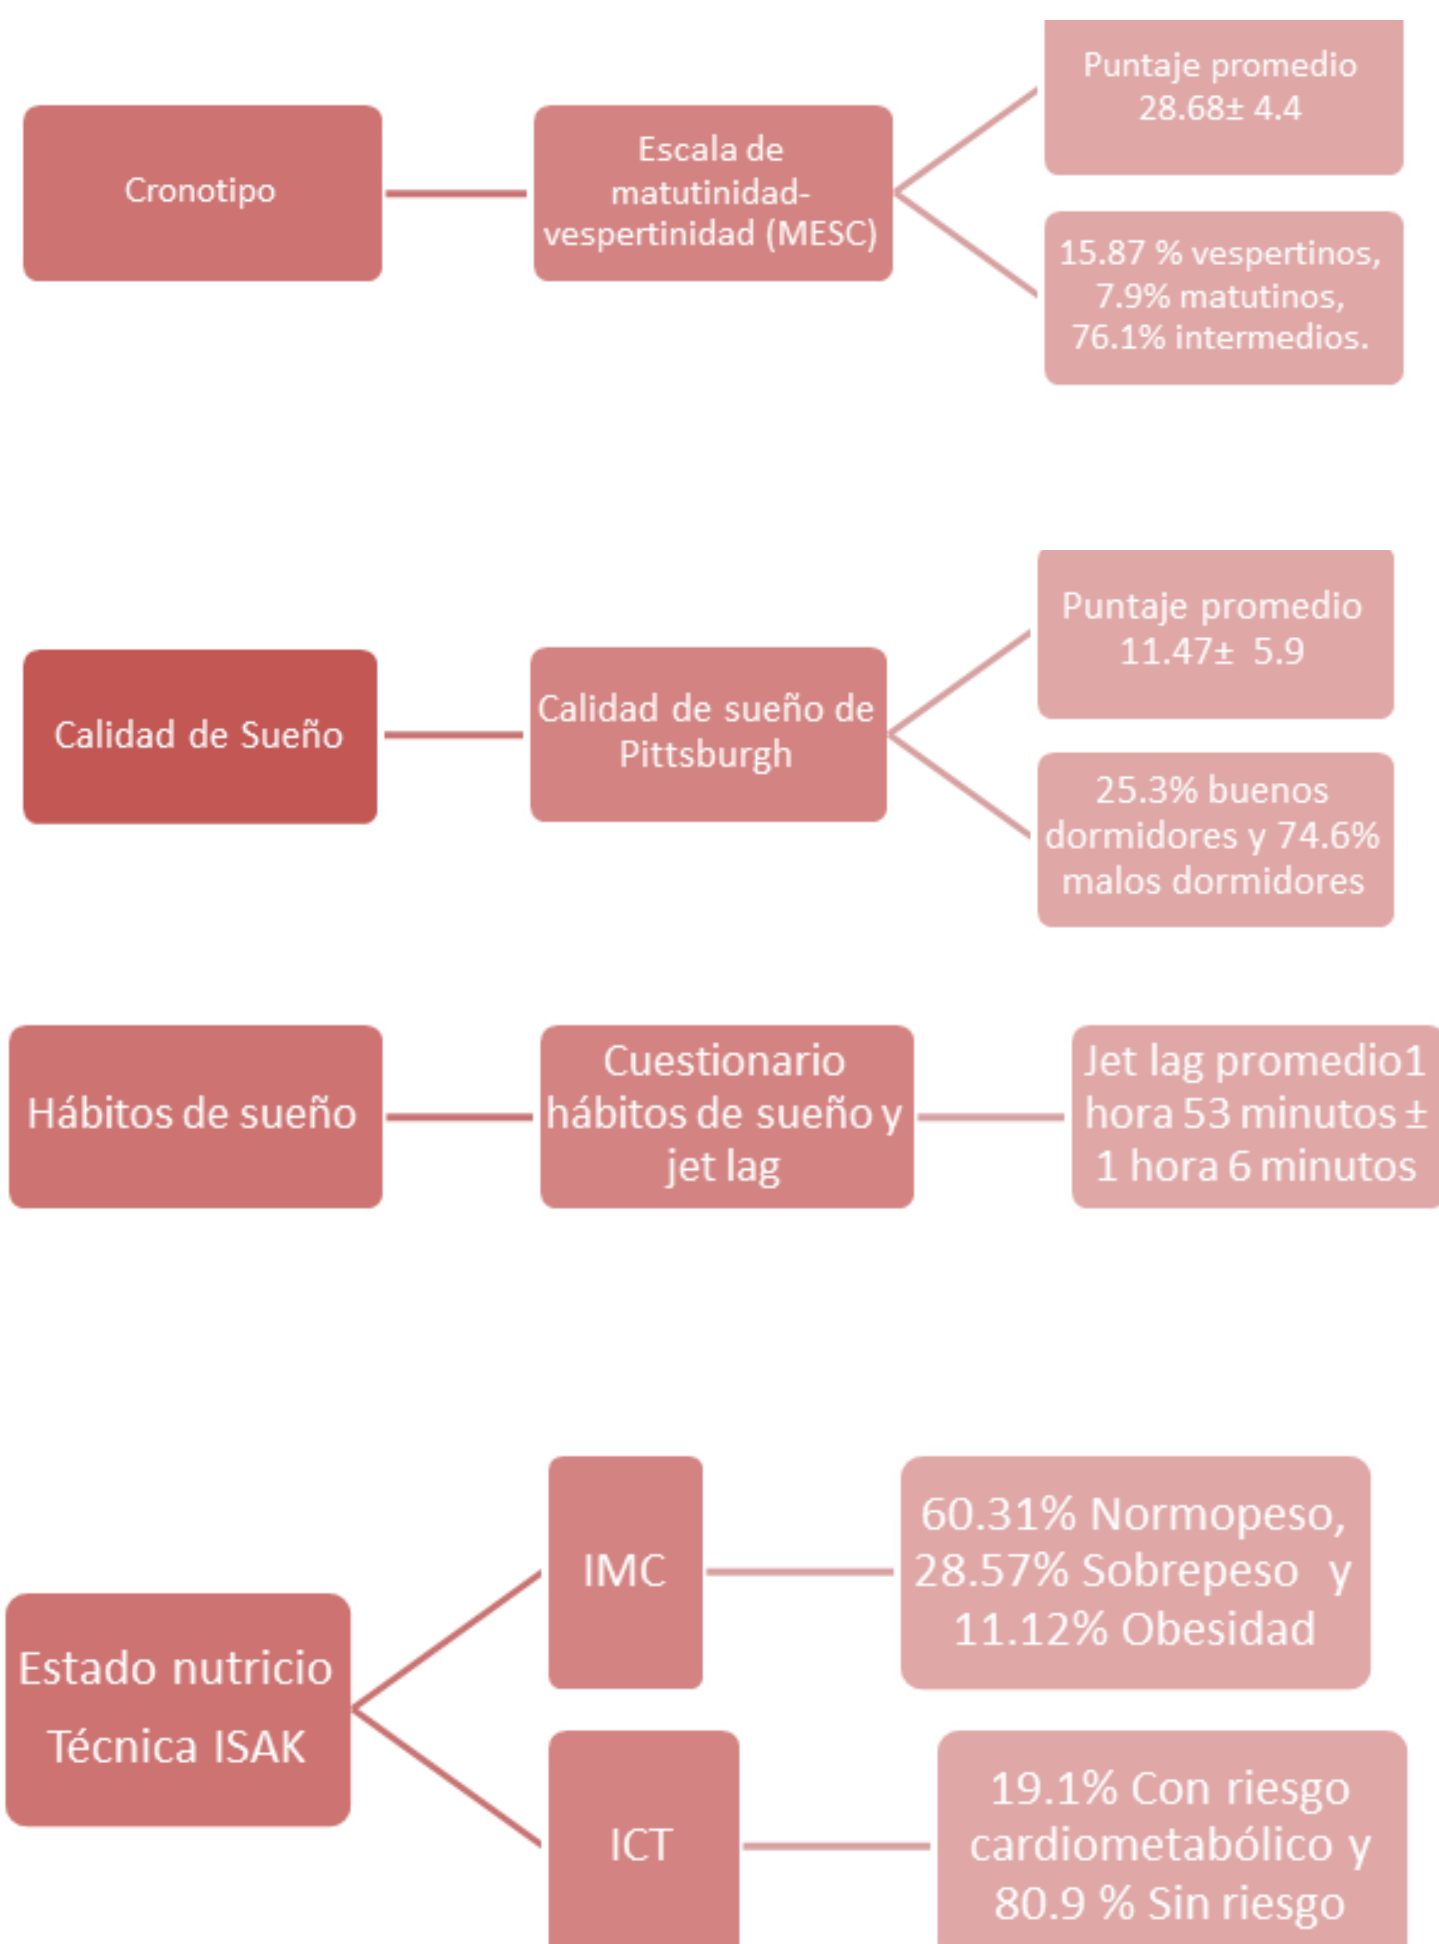 Cronotipo
Escala de
matutinidad-
vespertinidad (MESC)
Puntaje promedio
28.68± 4.4
15.87 % vespertinos,
7.9% matutinos,
76.1% intermedios.
Calidad de Sueño
Calidad de sueño de
Pittsburgh
Puntaje promedio
11.47±  5.9
25.3% buenos
dormidores y 74.6%
malos dormidores
Hábitos de sueño
Cuestionario
hábitos de sueño y
jet lag
Jet lag promedio1
hora 53 minutos ±
1 hora 6 minutos
Estado nutricio
Técnica ISAK
IMC
60.31% Normopeso,
28.57% Sobrepeso  y
11.12% Obesidad
ICT
19.1% Con riesgo
cardiometabólico y
80.9 % Sin riesgo